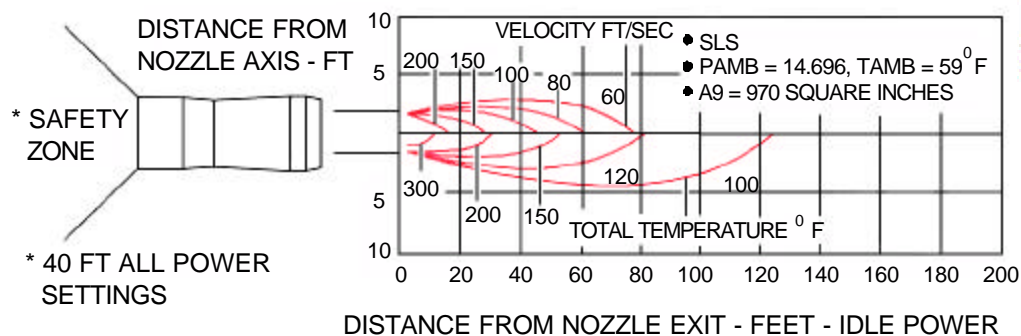 10
DISTANCE FROM
NOZZLE AXIS - FT
5
* SAFETY
ZONE
5
10
* 40 FT ALL POWER
SETTINGS
VELOCITY FT/SEC
200 150 100 80 60
• SLS
• PAMB = 14.696, TAMB = 59⁰F
• A9 = 970 SQUARE INCHES
300 200 150 120 100
TOTAL TEMPERATURE ⁰ F
0 20 40 60 80 100 120 140 160 180 200
DISTANCE FROM NOZZLE EXIT - FEET - IDLE POWER